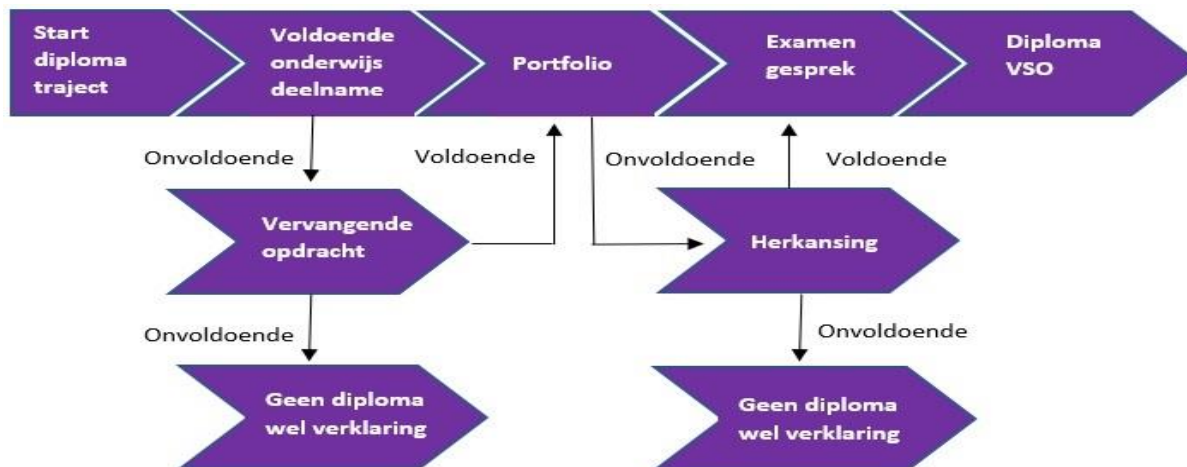 Start
diploma
traject
Voldoende
onderwijs
deelname
Portfolio
Examen
gesprek
Diploma
VSO
Onvoldoende
Voldoende
Onvoldoende
Voldoende
Vervangende
opdracht
Herkansing
Onvoldoende
Onvoldoende
Geen diploma
wel verklaring
Geen diploma
wel verklaring